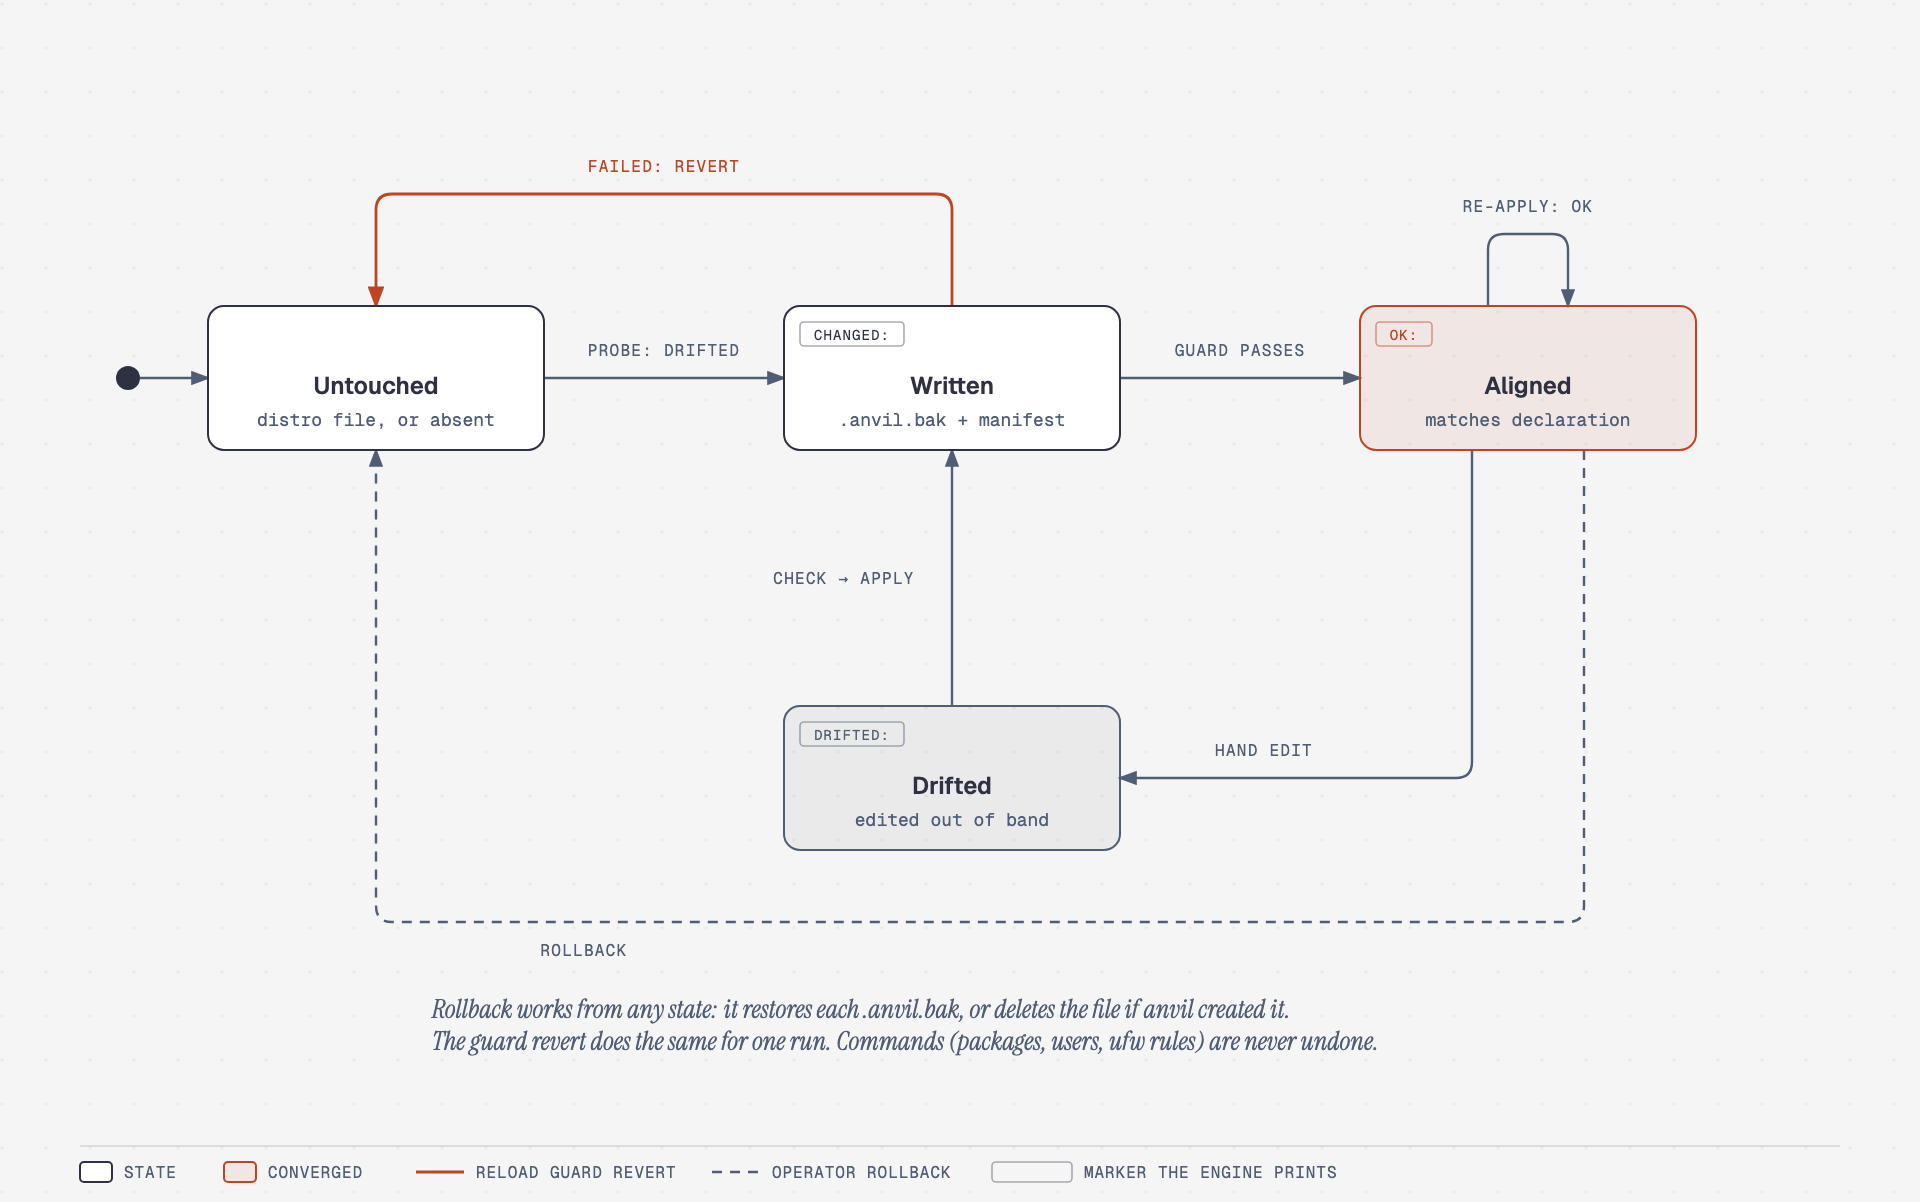 FAILED: REVERT
RE-APPLY: OK
CHANGED:
OK:
PROBE: DRIFTED
GUARD PASSES
Untouched
distro file, or absent
Written
.anvil.bak + manifest
Aligned
matches declaration
CHECK → APPLY
DRIFTED:
HAND EDIT
Drifted
edited out of band
ROLLBACK
Rollback works from any state: it restores each .anvil.bak, or deletes the file if anvil created it.
The guard revert does the same for one run. Commands (packages, users, ufw rules) are never undone.
STATE
CONVERGED
RELOAD GUARD REVERT
OPERATOR ROLLBACK
MARKER THE ENGINE PRINTS